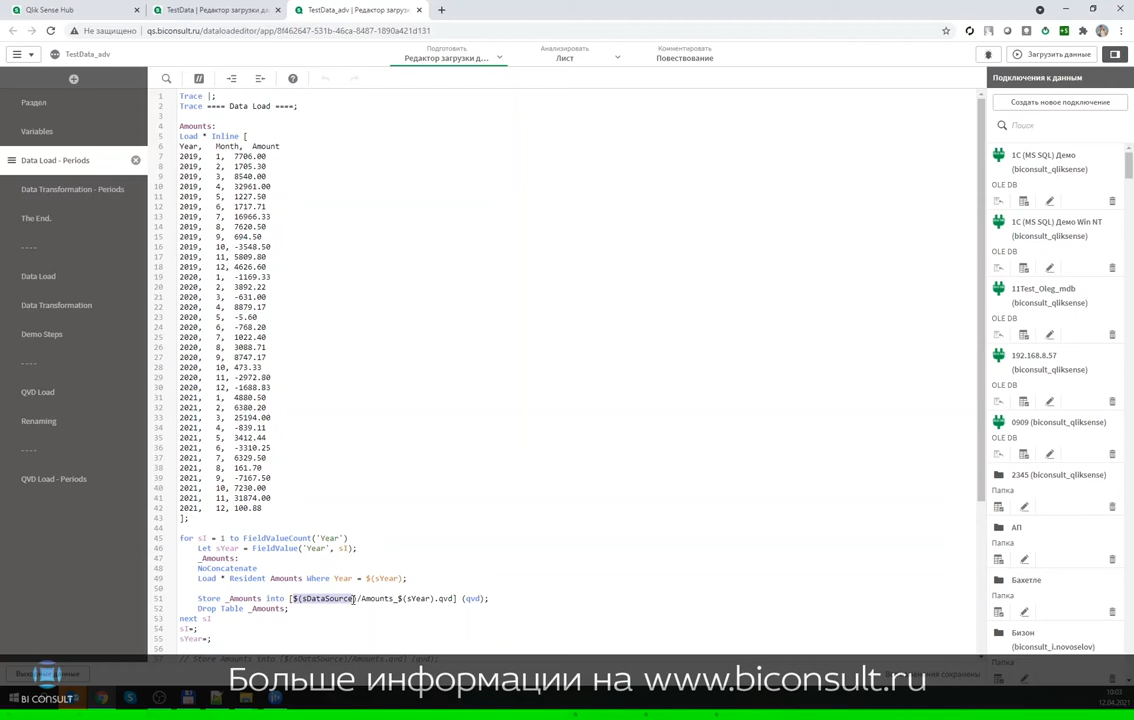 Qlik Sense Hub
TestData | Редактор загрузки да
TestData_adv | Редактор загрузк
Не защищено
qs.biconsult.ru/dataloadeditor/app/8f462647-531b-46ca-8487-1890a421d131
TestData_adv
Подготовить
Редактор загрузки д...
Анализировать
Лист
Комментировать
Повествование
Загрузить данные
Раздел
Variables
Data Load - Periods
Data Transformation - Periods
The End.
----
Data Load
Data Transformation
Demo Steps
----
QVD Load
Renaming
----
QVD Load - Periods
1 Trace |;
2 Trace ==== Data Load ====;
3
4 Amounts:
5 Load * Inline [
6 Year, Month, Amount
7 2019, 1, 7706.00
8 2019, 2, 1705.30
9 2019, 3, 8540.00
10 2019, 4, 32961.00
11 2019, 5, 1227.50
12 2019, 6, 1717.71
13 2019, 7, 16966.33
14 2019, 8, 7620.50
15 2019, 9, 694.50
16 2019, 10, -3548.50
17 2019, 11, 5809.80
18 2019, 12, 4626.60
19 2020, 1, -1169.33
20 2020, 2, 3892.22
21 2020, 3, -631.00
22 2020, 4, 8879.17
23 2020, 5, -5.60
24 2020, 6, -768.20
25 2020, 7, 1022.40
26 2020, 8, 3088.71
27 2020, 9, 8747.17
28 2020, 10, 473.33
29 2020, 11, -2972.80
30 2020, 12, -1688.83
31 2021, 1, 4880.50
32 2021, 2, 6380.20
33 2021, 3, 25194.00
34 2021, 4, -839.11
35 2021, 5, 3412.44
36 2021, 6, -3310.25
37 2021, 7, 6329.50
38 2021, 8, 161.70
39 2021, 9, -7167.50
40 2021, 10, 7230.00
41 2021, 11, 31874.00
42 2021, 12, 100.88
43 ];
44
45 for sI = 1 to FieldValueCount('Year')
46 Let sYear = FieldValue('Year', sI);
47 _Amounts:
48 NoConcatenate
49 Load * Resident Amounts Where Year = $(sYear);
50
51 Store _Amounts into [$(sDataSource)/Amounts_$(sYear).qvd] (qvd);
52 Drop Table _Amounts;
53 next sI
54 sI=;
55 sYear=;
56
// Store Amounts into [$(sDataSource)/Amounts.qvd] (qvd);
Подключения к данным
Создать новое подключение
Поиск
1C (MS SQL) Демо
(biconsult_qliksense)
OLE DB
1C (MS SQL) Демо Win NT
(biconsult_qliksense)
OLE DB
11Test_Oleg_mdb
(biconsult_qliksense)
OLE DB
192.168.8.57
(biconsult_qliksense)
OLE DB
0909 (biconsult_qliksense)
OLE DB
2345 (biconsult_qliksense)
Папка
АП
Папка
Бахетле
Папка
Бизон
(biconsult_i.novoselov)
Папка
Больше информации на www.biconsult.ru
BI CONSULT
10:03
12.04.2021